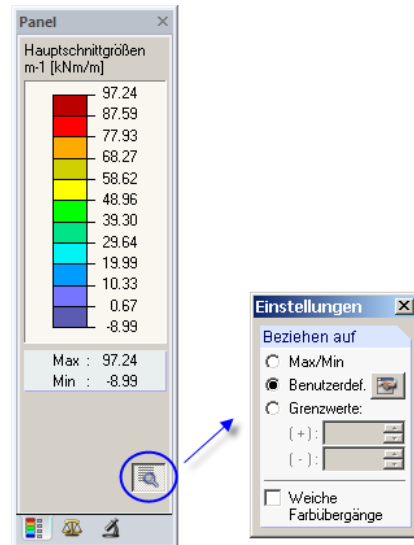 Panel
Hauptschnittgrößen
m-1 [kNm/m]
97.24
87.59
77.93
68.27
58.62
48.96
39.30
29.64
19.99
10.33
0.67
-8.99
Max : 97.24
Min : -8.99
Einstellungen
Beziehen auf
Max/Min
Benutzerdef.
Grenzwerte:
(+):
(-):
Weiche
Farbübergänge